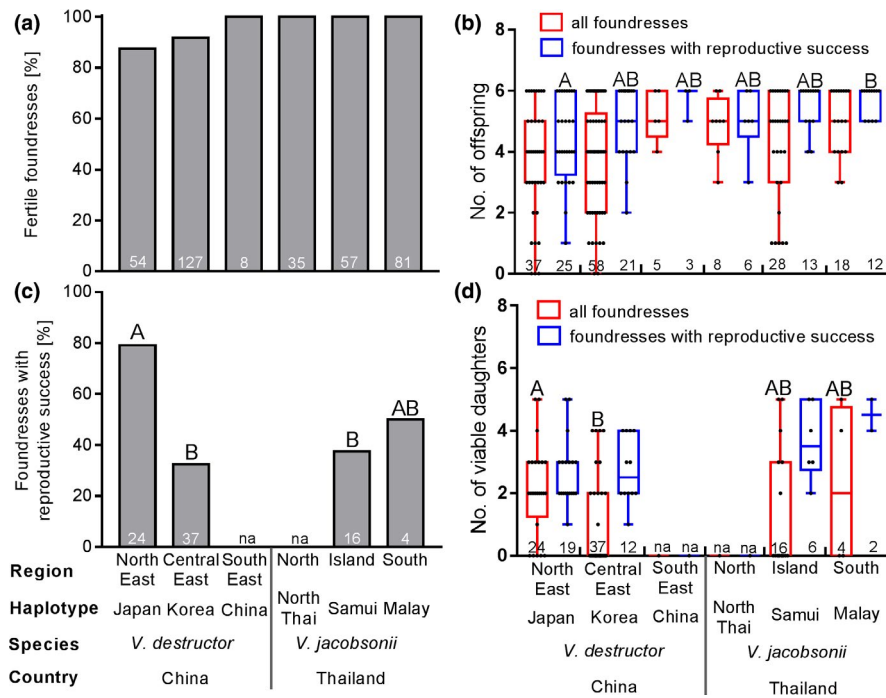 (a)
Fertile foundresses [%]
100
80
60
40
20
0
54 127 8 35 57 81
(b)
No. of offspring
8
6
4
2
0
all foundresses
foundresses with reproductive success
A AB AB AB AB B
37 25 58 21 5 3 8 6 28 13 18 12
(c)
Foundresses with
reproductive success [%]
100
80
60
40
20
0
A B na na B AB
24 37 16 4
(d)
No. of viable daughters
8
6
4
2
0
all foundresses
foundresses with reproductive success
A B AB AB
24 19 37 12 na na na na 16 6 4 2
Region North East Central East South East North Island South
Haplotype Japan Korea China North Thai Samui Malay
Species V. destructor V. jacobsonii
Country China Thailand
North East Central East South East North Island South
Japan Korea China North Thai Samui Malay
V. destructor V. jacobsonii
China Thailand